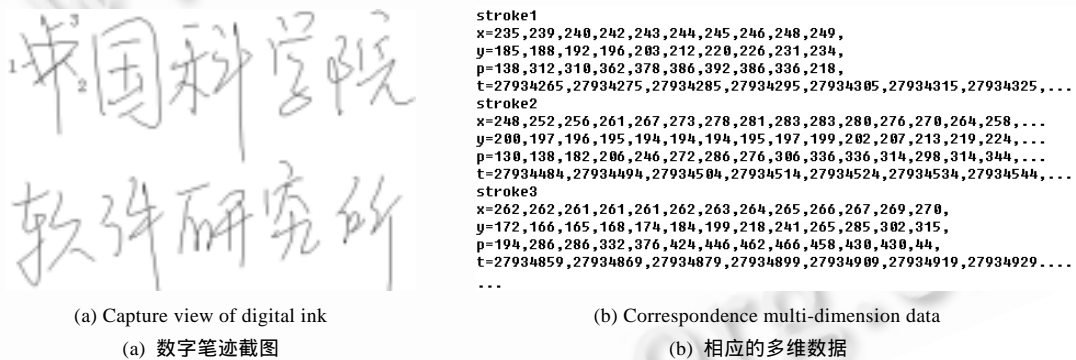 中国科学院
软件研究所
1
2
3
stroke1
x=235,239,240,242,243,244,245,246,248,249,
y=185,188,192,196,203,212,220,226,231,234,
p=138,312,310,362,378,386,392,386,336,218,
t=27934265,27934275,27934285,27934295,27934305,27934315,27934325,...
stroke2
x=248,252,256,261,267,273,278,281,283,283,280,276,270,264,258,...
y=200,197,196,195,194,194,194,195,197,199,202,207,213,219,224,...
p=130,138,182,206,246,272,286,276,306,336,336,314,298,314,344,...
t=27934484,27934494,27934504,27934514,27934524,27934534,27934544,...
stroke3
x=262,262,261,261,261,262,263,264,265,266,267,269,270,
y=172,166,165,168,174,184,199,218,241,265,285,302,315,
p=194,286,286,332,376,424,446,462,466,458,430,430,44,
t=27934859,27934869,27934879,27934899,27934909,27934919,27934929....
...
(a) Capture view of digital ink
(a) 数字笔迹截图
(b) Correspondence multi-dimension data
(b) 相应的多维数据